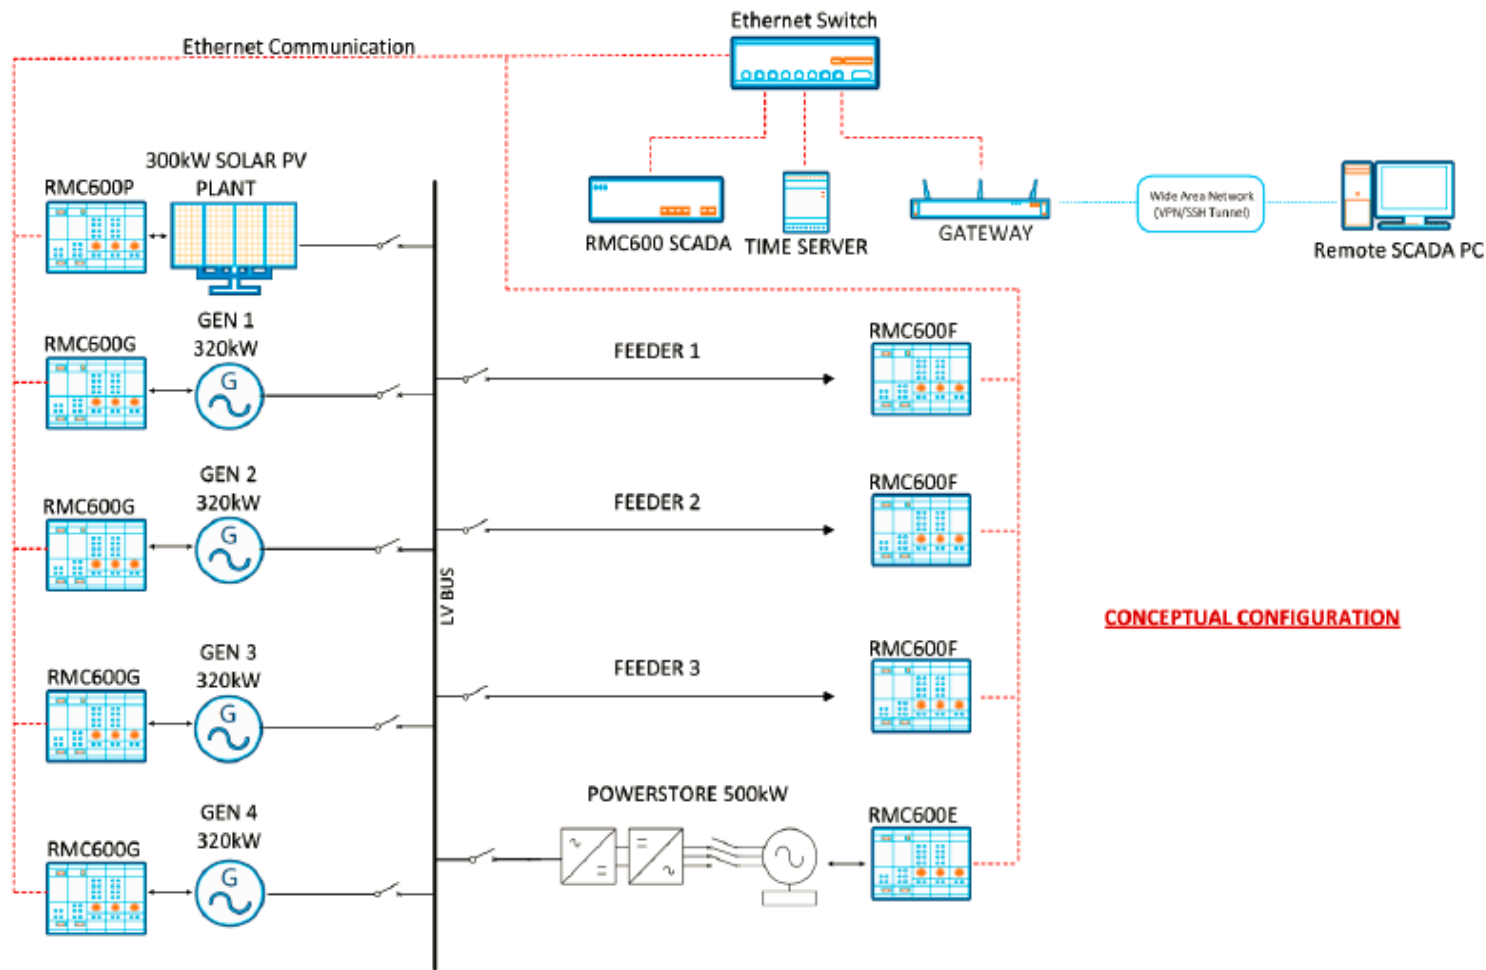 Ethernet Switch
Ethernet Communication
300kW SOLAR PV
PLANT
RMC600P
RMC600 SCADA
TIME SERVER
GATEWAY
Wide Area Network
(VPN/SSH Tunnel)
Remote SCADA PC
GEN 1
320kW
RMC600G
G
FEEDER 1
RMC600F
GEN 2
320kW
RMC600G
G
FEEDER 2
RMC600F
LV BUS
CONCEPTUAL CONFIGURATION
GEN 3
320kW
RMC600G
G
FEEDER 3
RMC600F
GEN 4
320kW
RMC600G
G
POWERSTORE 500kW
RMC600E